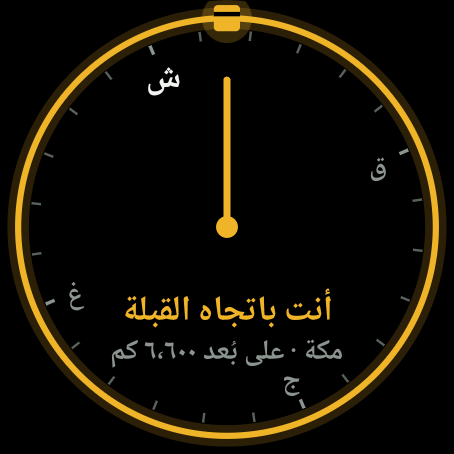 ش
ق
غ
أنت باتجاه القبلة
مكة · على بُعد ٦،٦٠٠ كم
ج